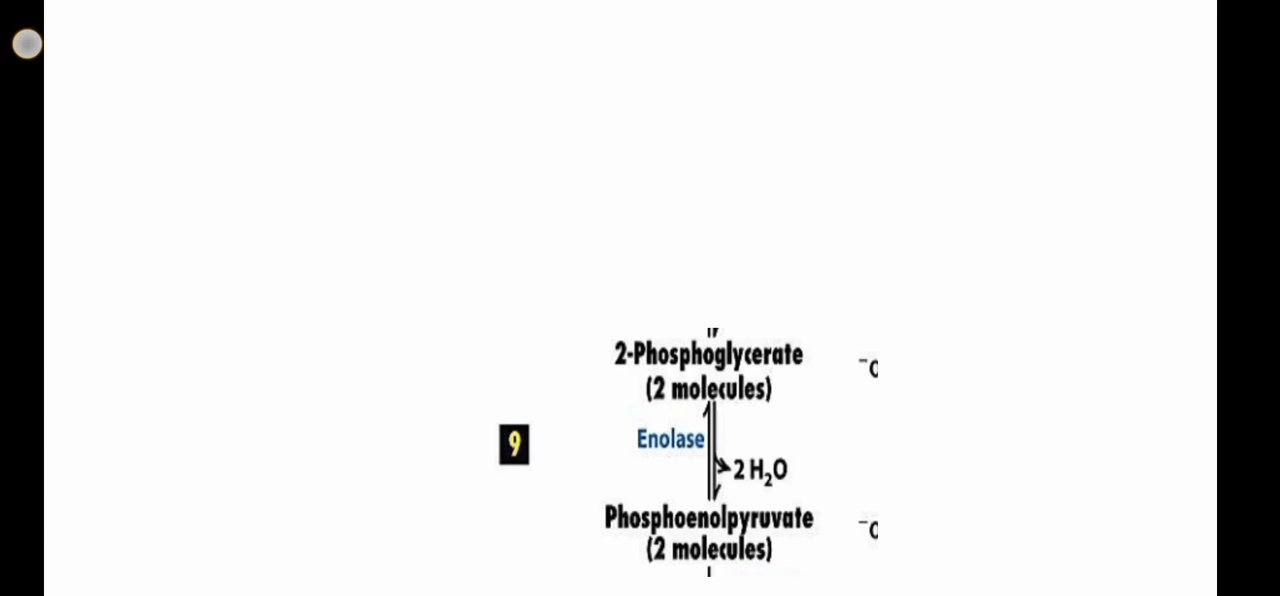 2-Phosphoglycerate
(2 molecules)
⁻O
9
Enolase
2 H₂O
Phosphoenolpyruvate
(2 molecules)
⁻O